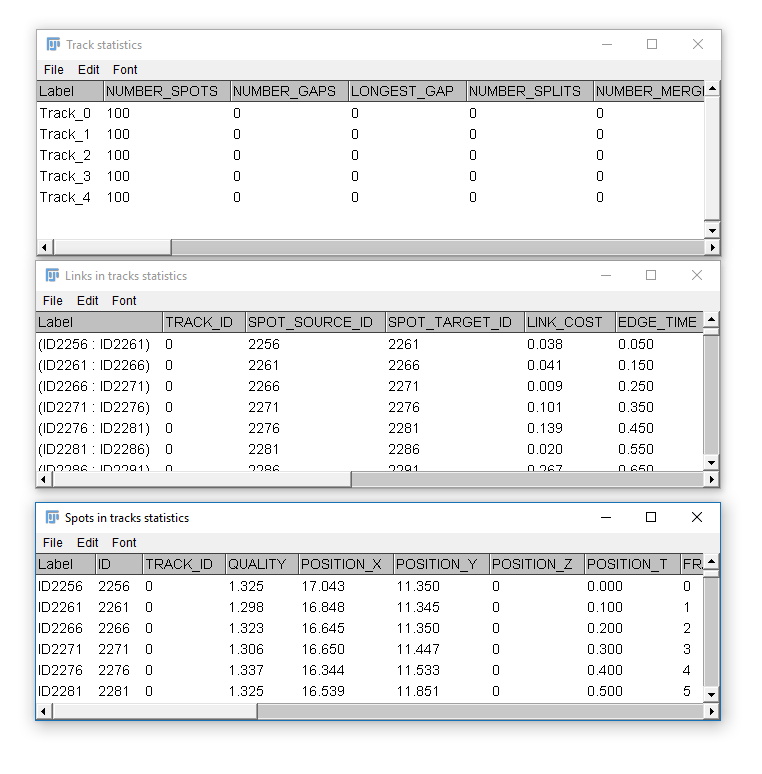 Track statistics
File Edit Font
Label NUMBER_SPOTS NUMBER_GAPS LONGEST_GAP NUMBER_SPLITS NUMBER_MERG
Track_0 100 0 0 0 0
Track_1 100 0 0 0 0
Track_2 100 0 0 0 0
Track_3 100 0 0 0 0
Track_4 100 0 0 0 0
Links in tracks statistics
File Edit Font
Label TRACK_ID SPOT_SOURCE_ID SPOT_TARGET_ID LINK_COST EDGE_TIME
(ID2256 : ID2261) 0 2256 2261 0.038 0.050
(ID2261 : ID2266) 0 2261 2266 0.041 0.150
(ID2266 : ID2271) 0 2266 2271 0.009 0.250
(ID2271 : ID2276) 0 2271 2276 0.101 0.350
(ID2276 : ID2281) 0 2276 2281 0.139 0.450
(ID2281 : ID2286) 0 2281 2286 0.020 0.550
(ID2286 : ID2291) 0 2286 2291 0.267 0.650
Spots in tracks statistics
File Edit Font
Label ID TRACK_ID QUALITY POSITION_X POSITION_Y POSITION_Z POSITION_T FR
ID2256 2256 0 1.325 17.043 11.350 0 0.000 0
ID2261 2261 0 1.298 16.848 11.345 0 0.100 1
ID2266 2266 0 1.323 16.645 11.350 0 0.200 2
ID2271 2271 0 1.306 16.650 11.447 0 0.300 3
ID2276 2276 0 1.337 16.344 11.533 0 0.400 4
ID2281 2281 0 1.325 16.539 11.851 0 0.500 5